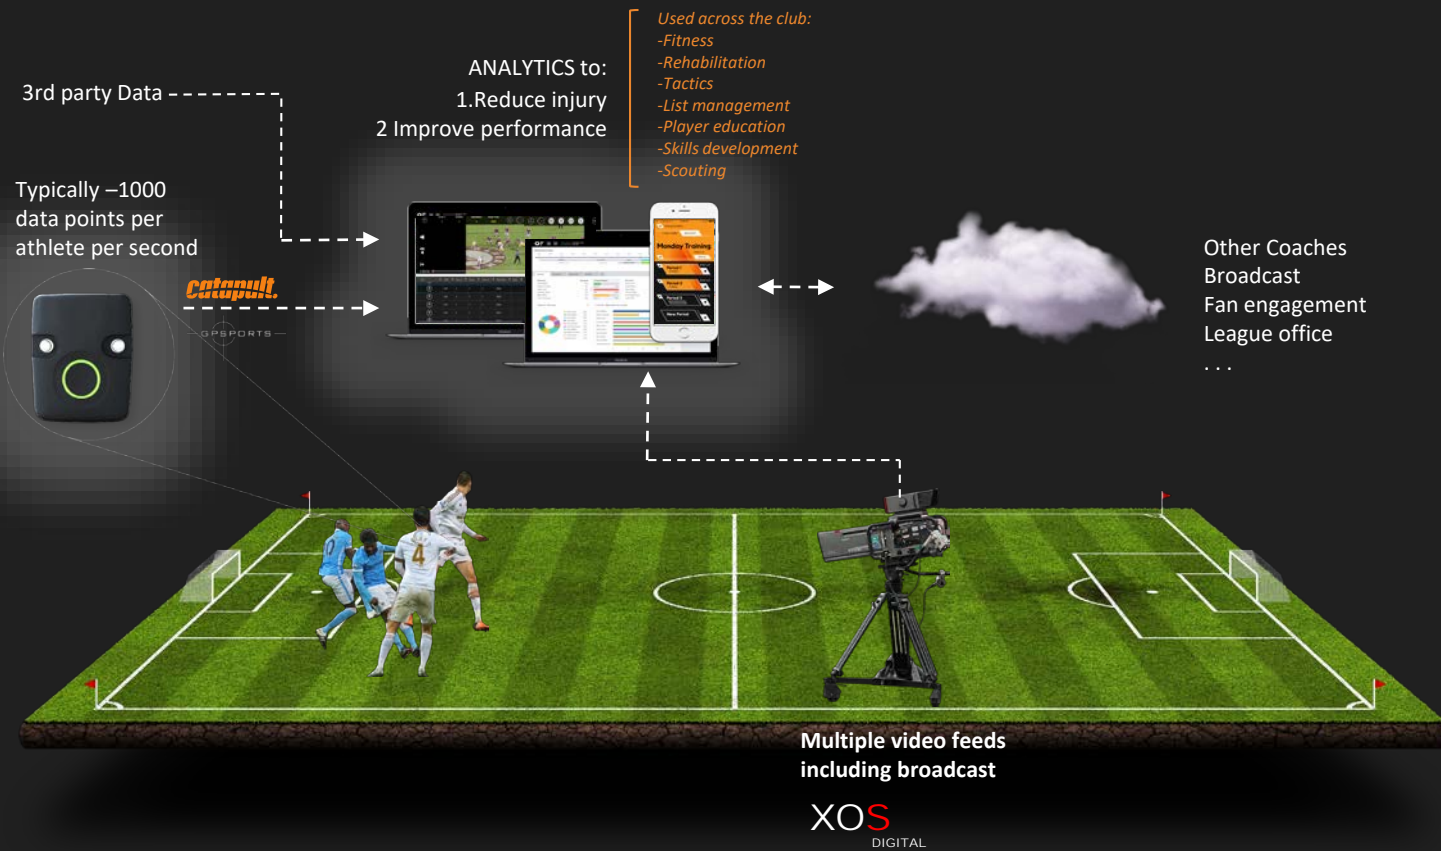 Used across the club:
-Fitness
-Rehabilitation
-Tactics
-List management
-Player education
-Skills development
-Scouting
ANALYTICS to:
1.Reduce injury
2 Improve performance
3rd party Data
Typically –1000
data points per
athlete per second
catapult.
GPSPORTS
Monday Training
Other Coaches
Broadcast
Fan engagement
League office
. . .
4
Multiple video feeds
including broadcast
XOS
DIGITAL